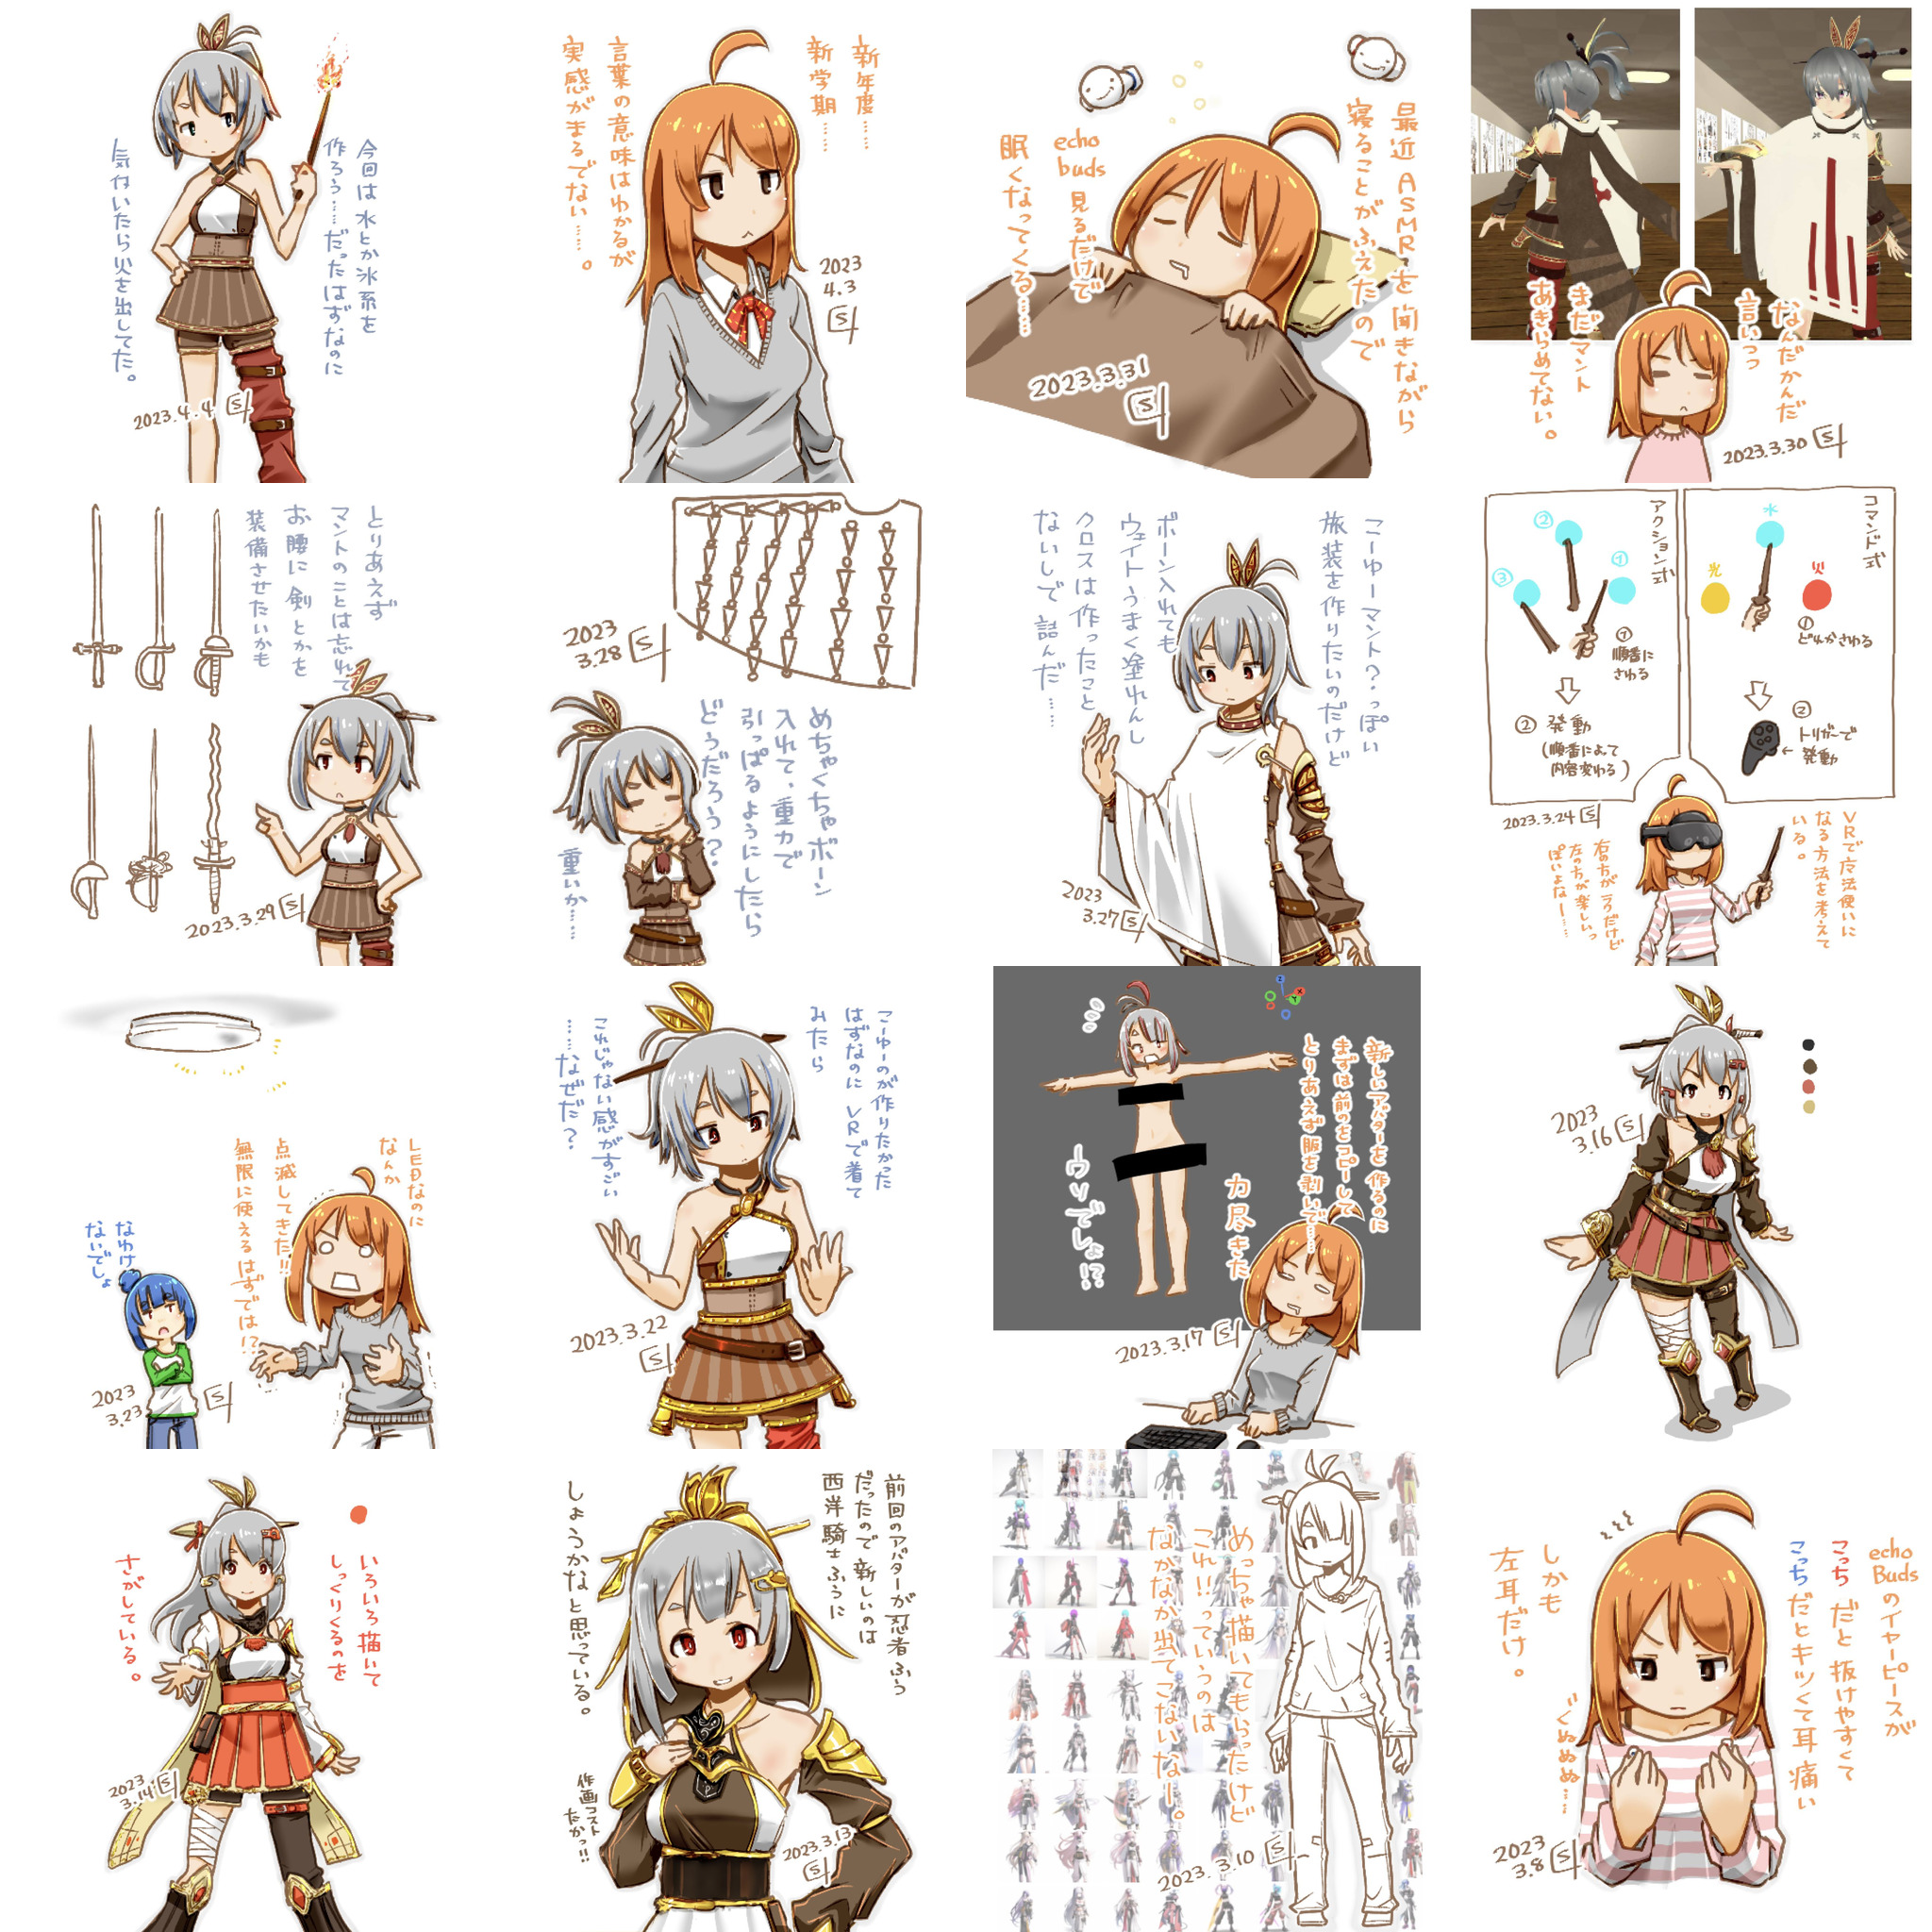 今回は水とか氷系を
作ろう……だったはずなのに
気付いたら火を出してた。
2023.4.4
新年度……
新学期……
言葉の意味はわかるが
実感がまるでない……。
2023
4.3
最近ASMRを聞きながら
寝ることがふえたので
echo
buds
見るだけで
眠くなってくる……
2023.3.31
なんだかんだ
言いつつ
まだマント
あきらめてない。
2023.3.30
とりあえず
マントのことは忘れて
お腰に剣とかを
装備させたいかも
2023.3.29
2023
3.28
めちゃくちゃボーン
入れて、重力で
引っぱるようにしたら
どうだろう?
重いか……
こーゆーマント?っぽい
旅装を作りたいのだけど
ボーン入れても
ウェイトうまく塗れんし
クロスは作ったこと
ないしで詰んだ……
2023
3.27
コマンド式
水
光
火
①
どれかさわる
②
トリガーで
発動
アクション式
②
③
①
①
順番に
さわる
② 発動
(順番によって
内容変わる)
2023.3.24
VRで魔法使いに
なる方法を考えて
いる。
右の方がラクだけど
左の方が楽しいっ
ぽいよなー……
LEDなのに
なんか
点滅してきた!!
無限に使えるはずでは!?
なわけ
ないでしょ
2023
3.23
こーゆーのが作りたかった
はずなのにVRで着て
みたら
これじゃない感がすごい
……なぜだ?
2023.3.22
新しいアバターを作るのに
まずは前のをコピーして
とりあえず服を剥いで……
力尽きた
ウソでしょ!?
2023.3.17
2023
3.16
いろいろ描いて
しっくりくるのを
さがしている。
2023
3.14
前回のアバターが忍者ふう
だったので新しいのは
西洋騎士ふうに
しようかなと思っている。
作画コスト
たかっ!!
2023.3.13
めっちゃ描いてもらったけど
これ!!っていうのは
なかなか出てこないなー。
2023.3.10
echo
Budsのイヤーピースが
こっちだと抜けやすくて
こっちだとキツくて耳痛い
しかも
左耳だけ。
ぐぬぬぬ…
2023
3.8